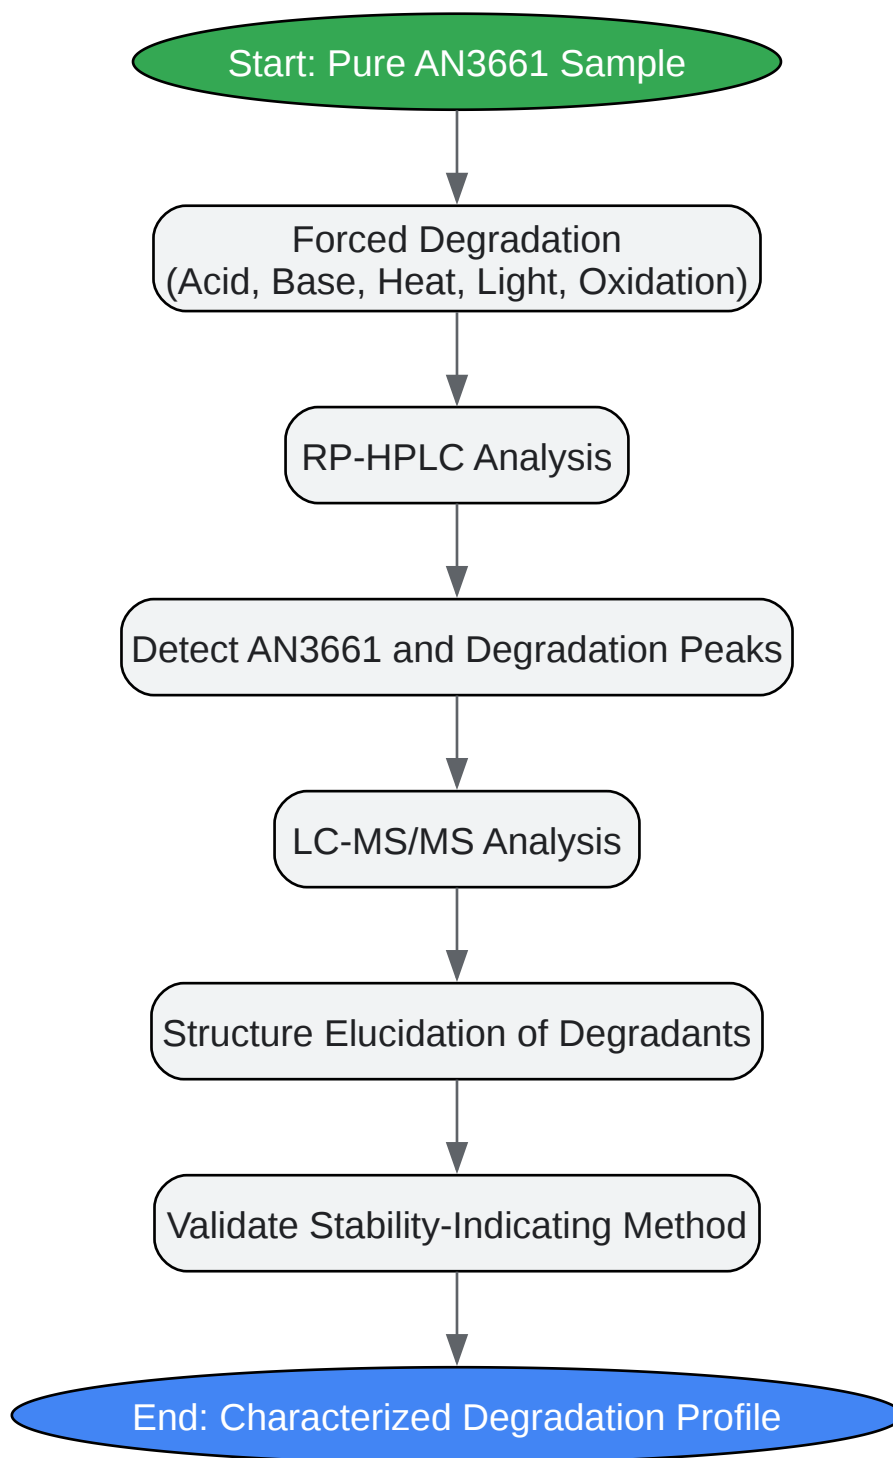 Start: Pure AN3661 Sample
Forced Degradation
(Acid, Base, Heat, Light, Oxidation)
RP-HPLC Analysis
Detect AN3661 and Degradation Peaks
LC-MS/MS Analysis
Structure Elucidation of Degradants
Validate Stability-Indicating Method
End: Characterized Degradation Profile